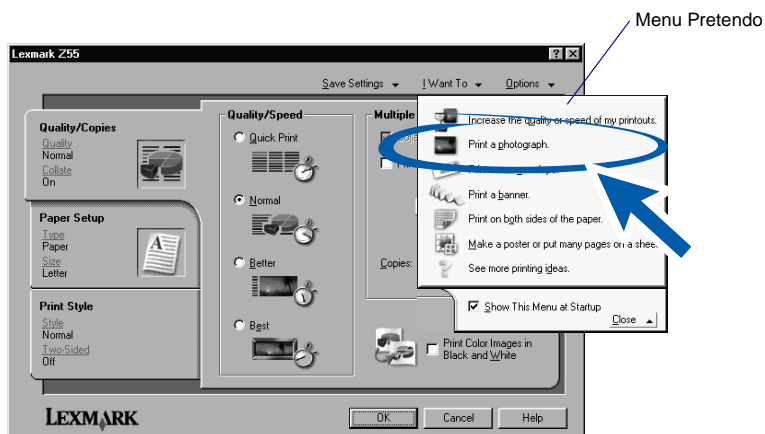 Menu Pretendo
Lexmark Z55
Save Settings
I Want To
Options
Quality/Copies
Quality
Normal
Collate
On
Paper Setup
Type
Paper
Size
Letter
Print Style
Style
Normal
Two-Sided
Off
Quality/Speed
Quick Print
Normal
Better
Best
Multiple
Copies:
Print Color Images in
Black and White
Increase the quality or speed of my printouts.
Print a photograph.
Print a banner.
Print on both sides of the paper.
Make a poster or put many pages on a sheet.
See more printing ideas.
Show This Menu at Startup
Close
LEXMARK
OK
Cancel
Help